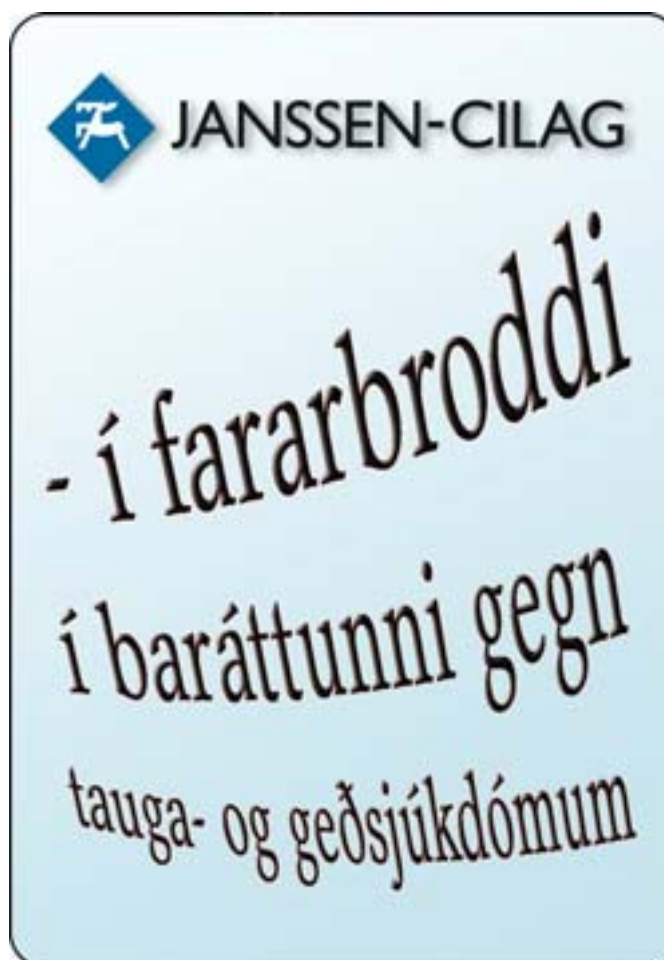 JANSSEN-CILAG
- í fararbroddi
í baráttunni gegn
tauga- og geðsjúkdómum